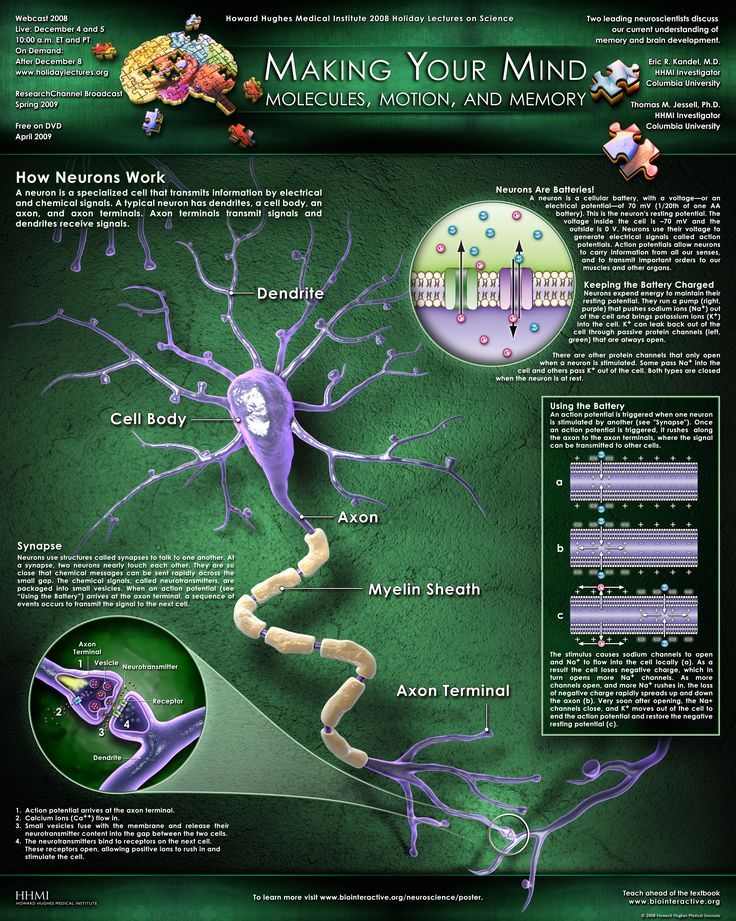 Webcast 2008
Live: December 4 and 5
10:00 a.m. ET and PT
On Demand:
After December 8
www.holidaylectures.org
ResearchChannel Broadcast
Spring 2009
Free on DVD
April 2009
Howard Hughes Medical Institute 2008 Holiday Lectures on Science
MAKING YOUR MIND
MOLECULES, MOTION, AND MEMORY
Two leading neuroscientists discuss
our current understanding of
memory and brain development.
Eric R. Kandel, M.D.
HHMI Investigator
Columbia University
Thomas M. Jessell, Ph.D.
HHMI Investigator
Columbia University
How Neurons Work
A neuron is a specialized cell that transmits information by electrical
and chemical signals. A typical neuron has dendrites, a cell body, an
axon, and axon terminals. Axon terminals transmit signals and
dendrites receive signals.
Neurons Are Batteries!
A neuron is a cellular battery, with a voltage—or an
electrical potential—of 70 mV (1/20th of one AA
battery). This is the neuron's resting potential. The
voltage inside the cell is –70 mV and the
outside is 0 V. Neurons use their voltage to
generate electrical signals called action
potentials. Action potentials allow neurons
to carry information from all our senses,
and to transmit important orders to our
muscles and other organs.
Keeping the Battery Charged
Neurons expend energy to maintain their
resting potential. They run a pump (right,
purple) that pushes sodium ions (Na+) out
of the cell and brings potassium ions (K+)
into the cell. K+ can leak back out of the
cell through passive protein channels (left,
green) that are always open.
There are other protein channels that only open
when a neuron is stimulated. Some pass Na+ into the
cell and others pass K+ out of the cell. Both types are closed
when the neuron is at rest.
Dendrite
Cell Body
Axon
Myelin Sheath
Axon Terminal
Using the Battery
An action potential is triggered when one neuron
is stimulated by another (see "Synapse"). Once
an action potential is triggered, it rushes along
the axon to the axon terminals, where the signal
can be transmitted to other cells.
a
b
c
The stimulus causes sodium channels to open
and Na+ to flow into the cell locally (a). As a
result the cell loses negative charge, which in
turn opens more Na+ channels. As more
channels open, and more Na+ rushes in, the loss
of negative charge rapidly spreads up and down
the axon (b). Very soon after opening, the Na+
channels close, and K+ moves out of the cell to
end the action potential and restore the negative
resting potential (c).
Synapse
Neurons use structures called synapses to talk to one another. At
a synapse, two neurons nearly touch each other. They are so
close that chemical messages can be sent rapidly across the
small gap. The chemical signals, called neurotransmitters, are
packaged into small vesicles. When an action potential (see
"Using the Battery") arrives at the axon terminal, a sequence of
events occurs to transmit the signal to the next cell.
Axon
Terminal
Vesicle
Neurotransmitter
Receptor
Dendrite
1
2
3
4
1. Action potential arrives at the axon terminal.
2. Calcium ions (Ca++) flow in.
3. Small vesicles fuse with the membrane and release their
neurotransmitter content into the gap between the two cells.
4. The neurotransmitters bind to receptors on the next cell.
These receptors open, allowing positive ions to rush in and
stimulate the cell.
HHMI
HOWARD HUGHES MEDICAL INSTITUTE
To learn more visit www.biointeractive.org/neuroscience/poster.
Teach ahead of the textbook
www.biointeractive.org
© 2008 Howard Hughes Medical Institute